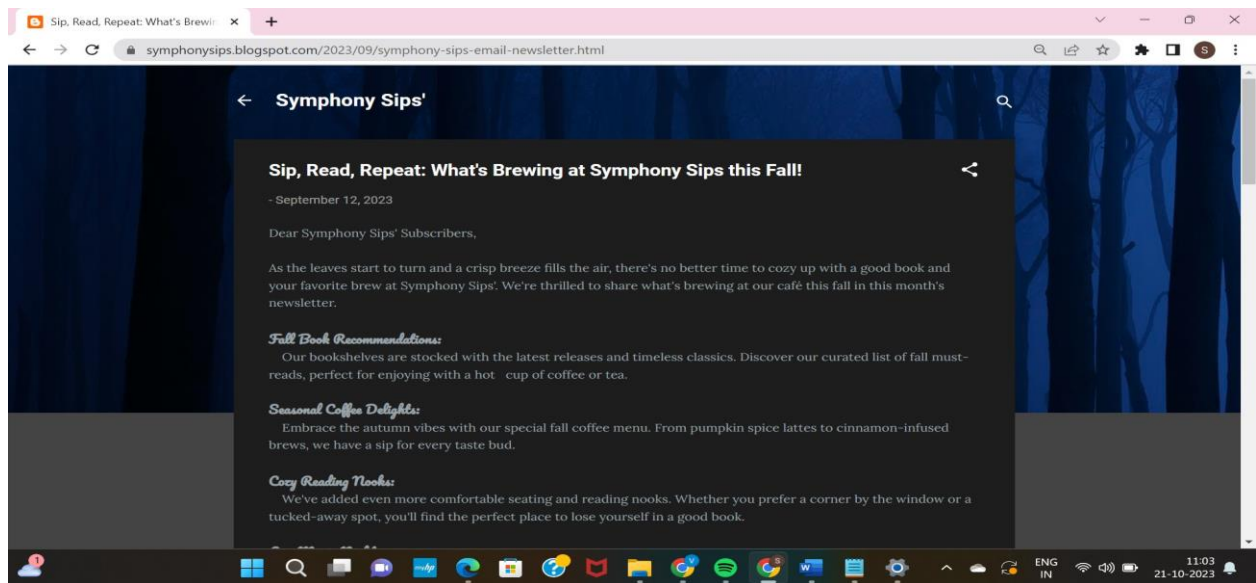 Sip, Read, Repeat: What's Brewin
symphonysips.blogspot.com/2023/09/symphony-sips-email-newsletter.html
S
Symphony Sips'
Sip, Read, Repeat: What's Brewing at Symphony Sips this Fall!
- September 12, 2023
Dear Symphony Sips' Subscribers,
As the leaves start to turn and a crisp breeze fills the air, there's no better time to cozy up with a good book and
your favorite brew at Symphony Sips'. We're thrilled to share what's brewing at our café this fall in this month's
newsletter.
Fall Book Recommendations:
Our bookshelves are stocked with the latest releases and timeless classics. Discover our curated list of fall must-
reads, perfect for enjoying with a hot cup of coffee or tea.
Seasonal Coffee Delights:
Embrace the autumn vibes with our special fall coffee menu. From pumpkin spice lattes to cinnamon-infused
brews, we have a sip for every taste bud.
Cozy Reading Nooks:
We've added even more comfortable seating and reading nooks. Whether you prefer a corner by the window or a
tucked-away spot, you'll find the perfect place to lose yourself in a good book.
1
myhp
V
S
W
ENG
IN
11:03
21-10-2023